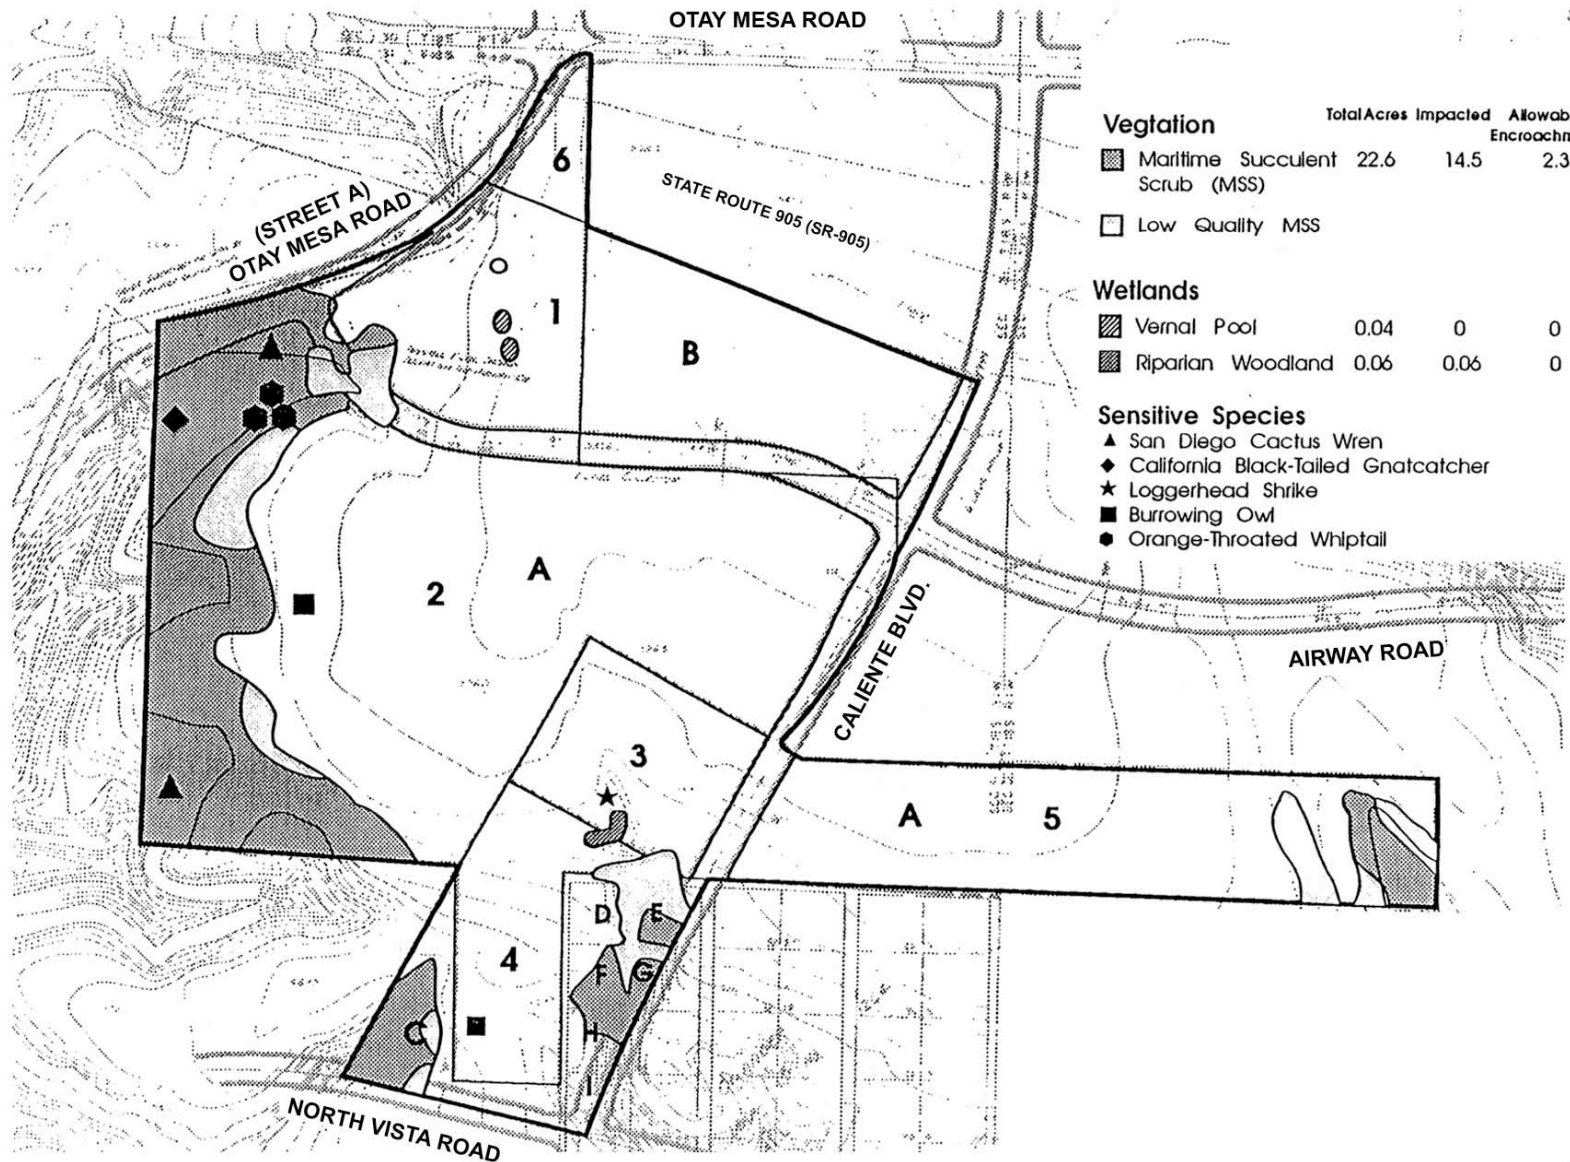 OTAY MESA ROAD
Vegtation
Total Acres Impacted Allowab
Encroachm
Maritime Succulent 22.6 14.5 2.3
Scrub (MSS)
Low Quality MSS
6
STATE ROUTE 905 (SR-905)
(STREET A)
OTAY MESA ROAD
Wetlands
Vernal Pool 0.04 0 0
Riparian Woodland 0.06 0.06 0
1
B
Sensitive Species
San Diego Cactus Wren
California Black-Tailed Gnatcatcher
Loggerhead Shrike
Burrowing Owl
Orange-Throated Whiptail
2
A
CALIENTE BLVD.
AIRWAY ROAD
3
A
5
D
E
4
F
G
C
H
I
NORTH VISTA ROAD